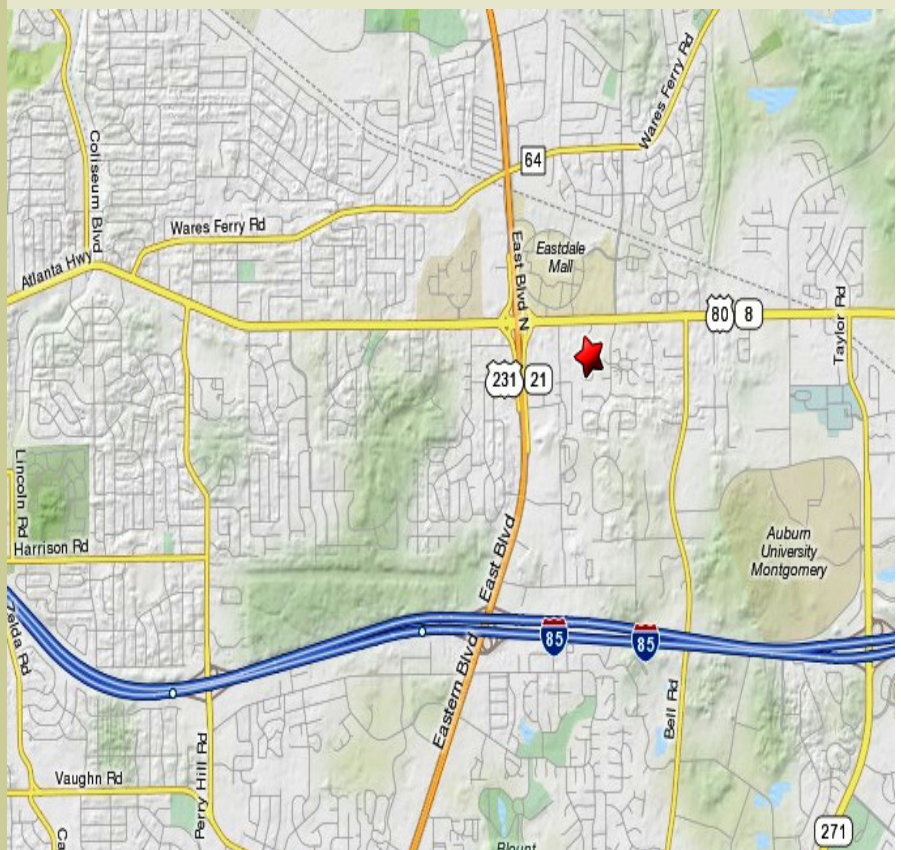 Wares Ferry Rd
64
Coliseum Blvd
Wares Ferry Rd
East Blvd N
Eastdale
Mall
Atlanta Hwy
80
8
Taylor Rd
231
21
Lincoln Rd
Harrison Rd
East Blvd
Auburn
University
Montgomery
Zelda Rd
85
85
Eastern Blvd
Bell Rd
Perry Hill Rd
Vaughn Rd
271